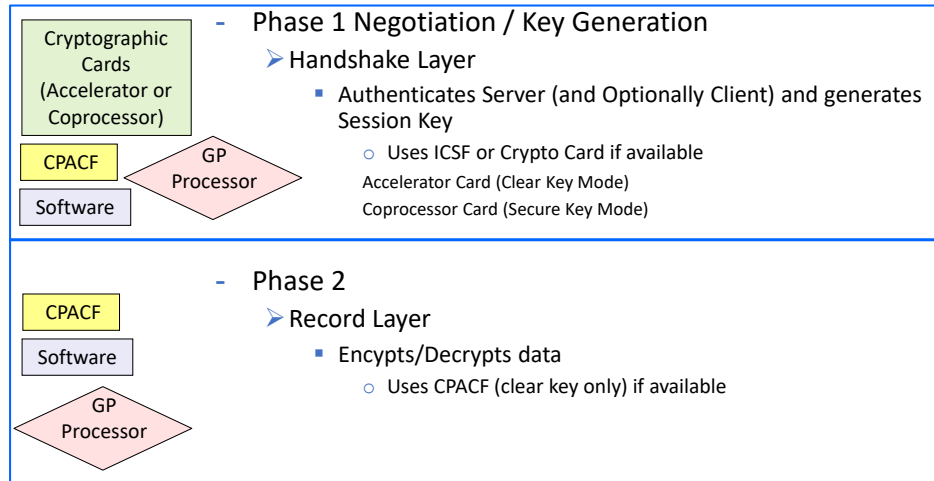 Cryptographic
Cards
(Accelerator or
Coprocessor)
CPACF
Software
GP
Processor
- Phase 1 Negotiation / Key Generation
Handshake Layer
Authenticates Server (and Optionally Client) and generates
Session Key
Uses ICSF or Crypto Card if available
Accelerator Card (Clear Key Mode)
Coprocessor Card (Secure Key Mode)
CPACF
Software
GP
Processor
- Phase 2
Record Layer
Encypts/Decrypts data
Uses CPACF (clear key only) if available